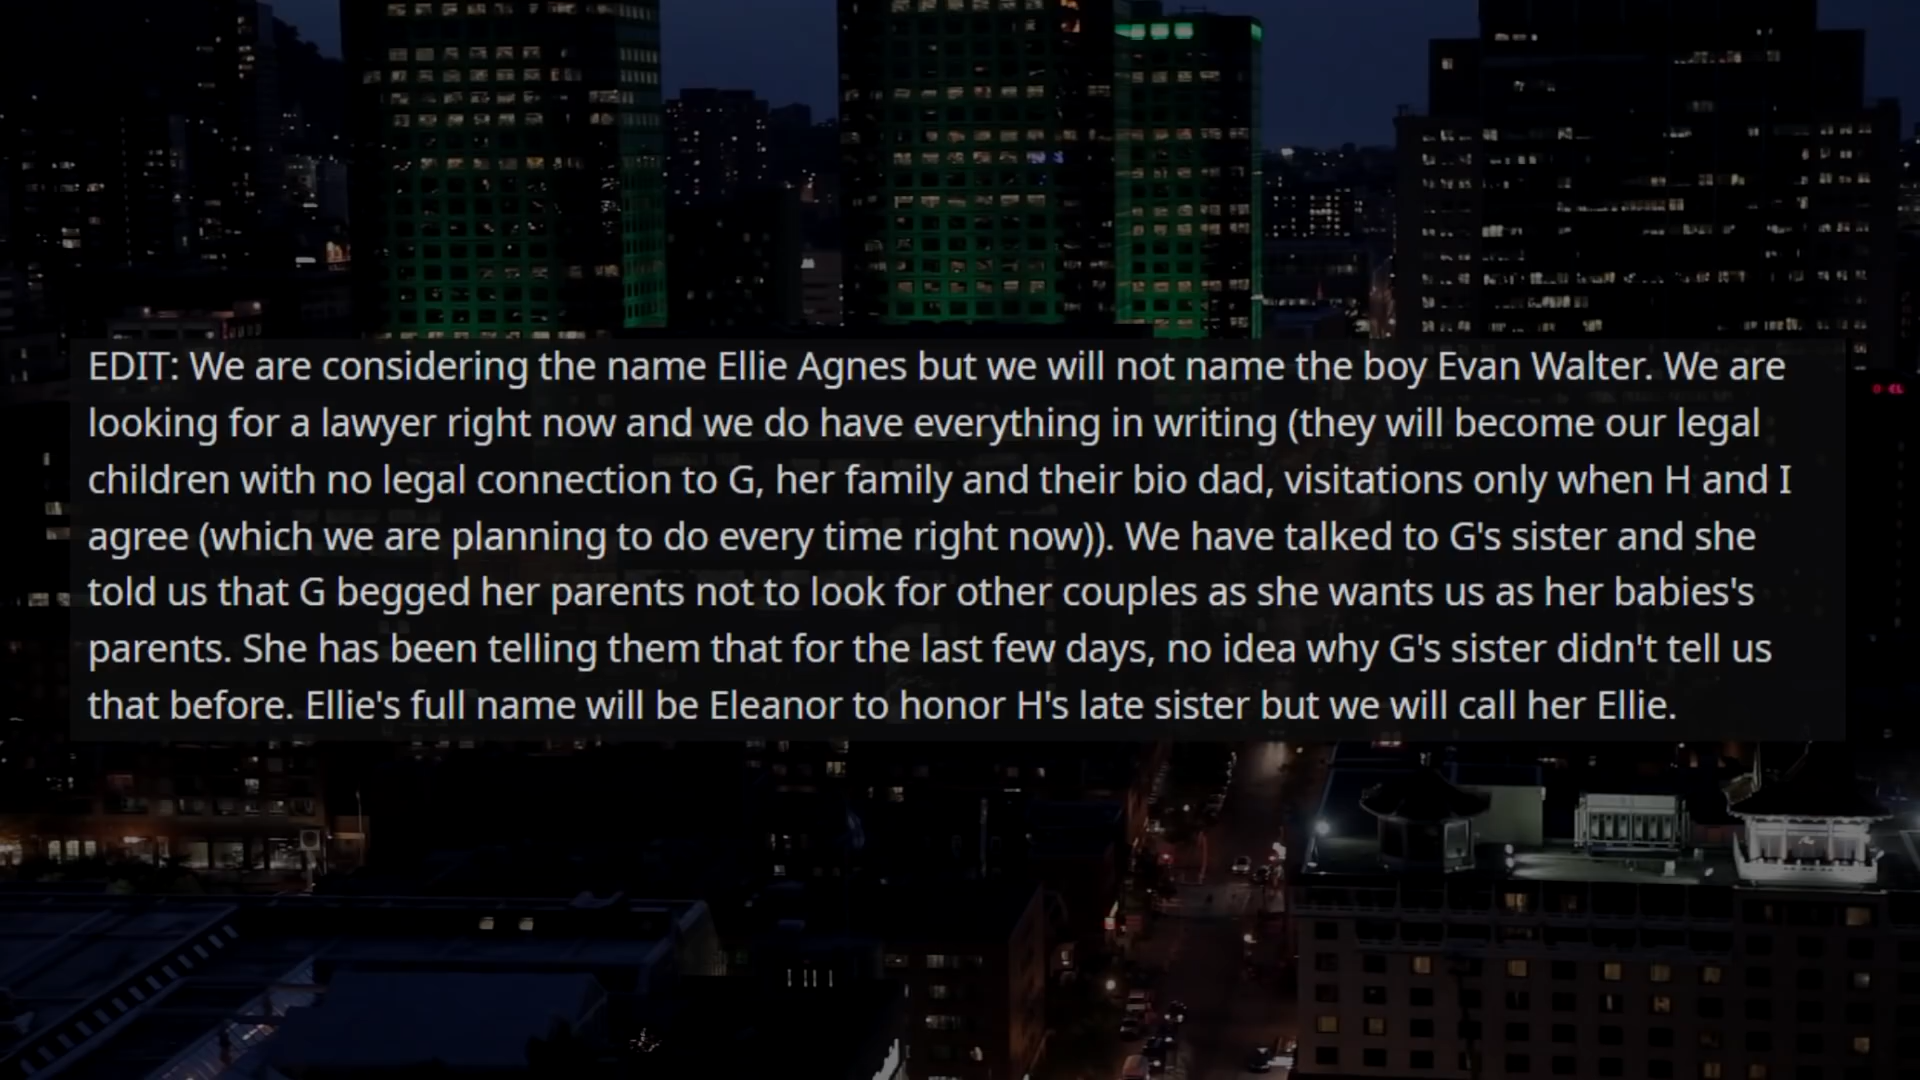 EDIT: We are considering the name Ellie Agnes but we will not name the boy Evan Walter. We are
looking for a lawyer right now and we do have everything in writing (they will become our legal
children with no legal connection to G, her family and their bio dad, visitations only when H and I
agree (which we are planning to do every time right now)). We have talked to G's sister and she
told us that G begged her parents not to look for other couples as she wants us as her babies's
parents. She has been telling them that for the last few days, no idea why G's sister didn't tell us
that before. Ellie's full name will be Eleanor to honor H's late sister but we will call her Ellie.